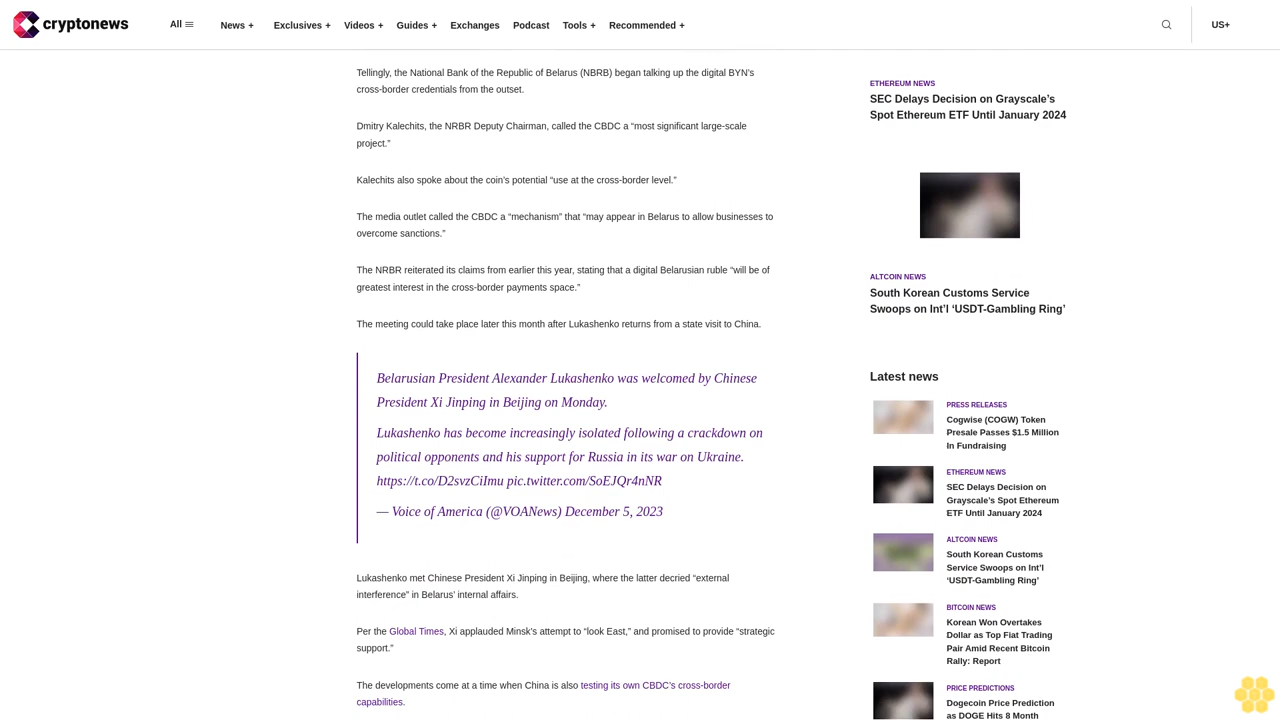 cryptonews
All
News +
Exclusives +
Videos +
Guides +
Exchanges
Podcast
Tools +
Recommended +
US+
Tellingly, the National Bank of the Republic of Belarus (NBRB) began talking up the digital BYN’s
cross-border credentials from the outset.
Dmitry Kalechits, the NRBR Deputy Chairman, called the CBDC a “most significant large-scale
project.”
Kalechits also spoke about the coin’s potential “use at the cross-border level.”
The media outlet called the CBDC a “mechanism” that “may appear in Belarus to allow businesses to
overcome sanctions.”
The NRBR reiterated its claims from earlier this year, stating that a digital Belarusian ruble “will be of
greatest interest in the cross-border payments space.”
The meeting could take place later this month after Lukashenko returns from a state visit to China.
Belarusian President Alexander Lukashenko was welcomed by Chinese
President Xi Jinping in Beijing on Monday.
Lukashenko has become increasingly isolated following a crackdown on
political opponents and his support for Russia in its war on Ukraine.
https://t.co/D2svzCiImu pic.twitter.com/SoEJQr4nNR
— Voice of America (@VOANews) December 5, 2023
Lukashenko met Chinese President Xi Jinping in Beijing, where the latter decried “external
interference” in Belarus’ internal affairs.
Per the Global Times, Xi applauded Minsk’s attempt to “look East,” and promised to provide “strategic
support.”
The developments come at a time when China is also testing its own CBDC’s cross-border
capabilities.
ETHEREUM NEWS
SEC Delays Decision on Grayscale’s
Spot Ethereum ETF Until January 2024
ALTCOIN NEWS
South Korean Customs Service
Swoops on Int’l ‘USDT-Gambling Ring’
Latest news
PRESS RELEASES
Cogwise (COGW) Token
Presale Passes $1.5 Million
In Fundraising
ETHEREUM NEWS
SEC Delays Decision on
Grayscale’s Spot Ethereum
ETF Until January 2024
ALTCOIN NEWS
South Korean Customs
Service Swoops on Int’l
‘USDT-Gambling Ring’
BITCOIN NEWS
Korean Won Overtakes
Dollar as Top Fiat Trading
Pair Amid Recent Bitcoin
Rally: Report
PRICE PREDICTIONS
Dogecoin Price Prediction
as DOGE Hits 8 Month